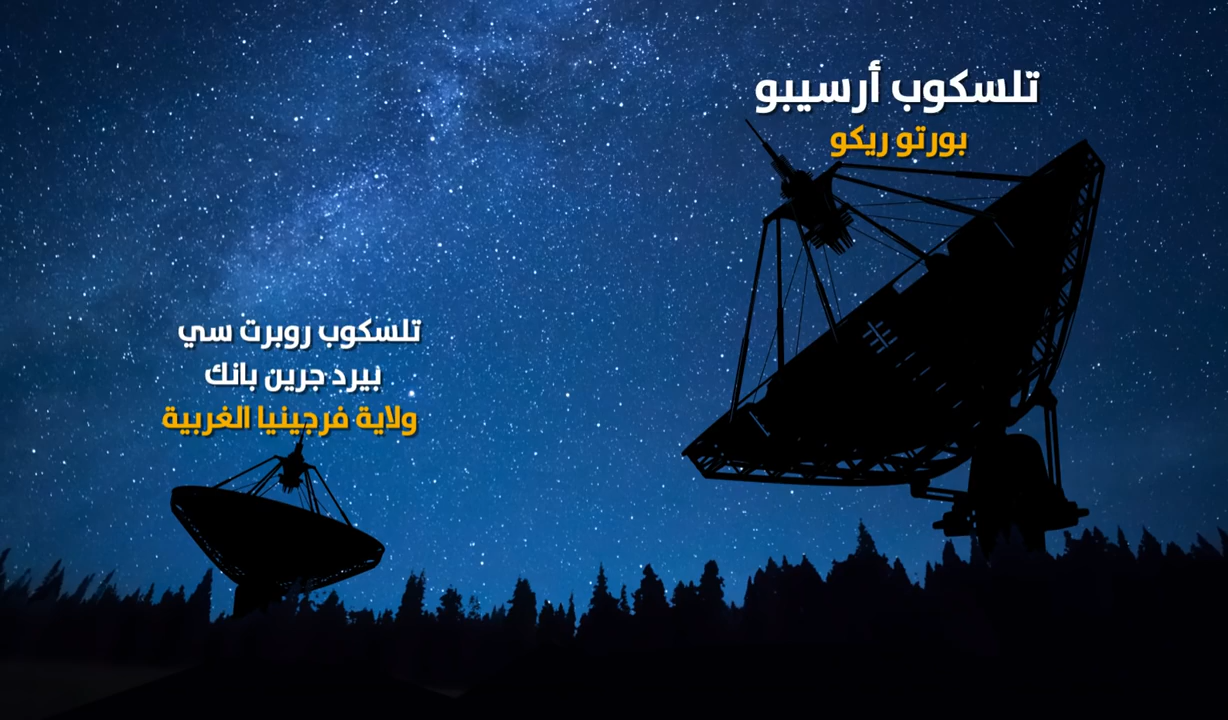 تلسكوب أرسيبو
بورتو ريكو
تلسكوب روبرت سي
بيرد جرين بانك
ولاية فرجينيا الغربية